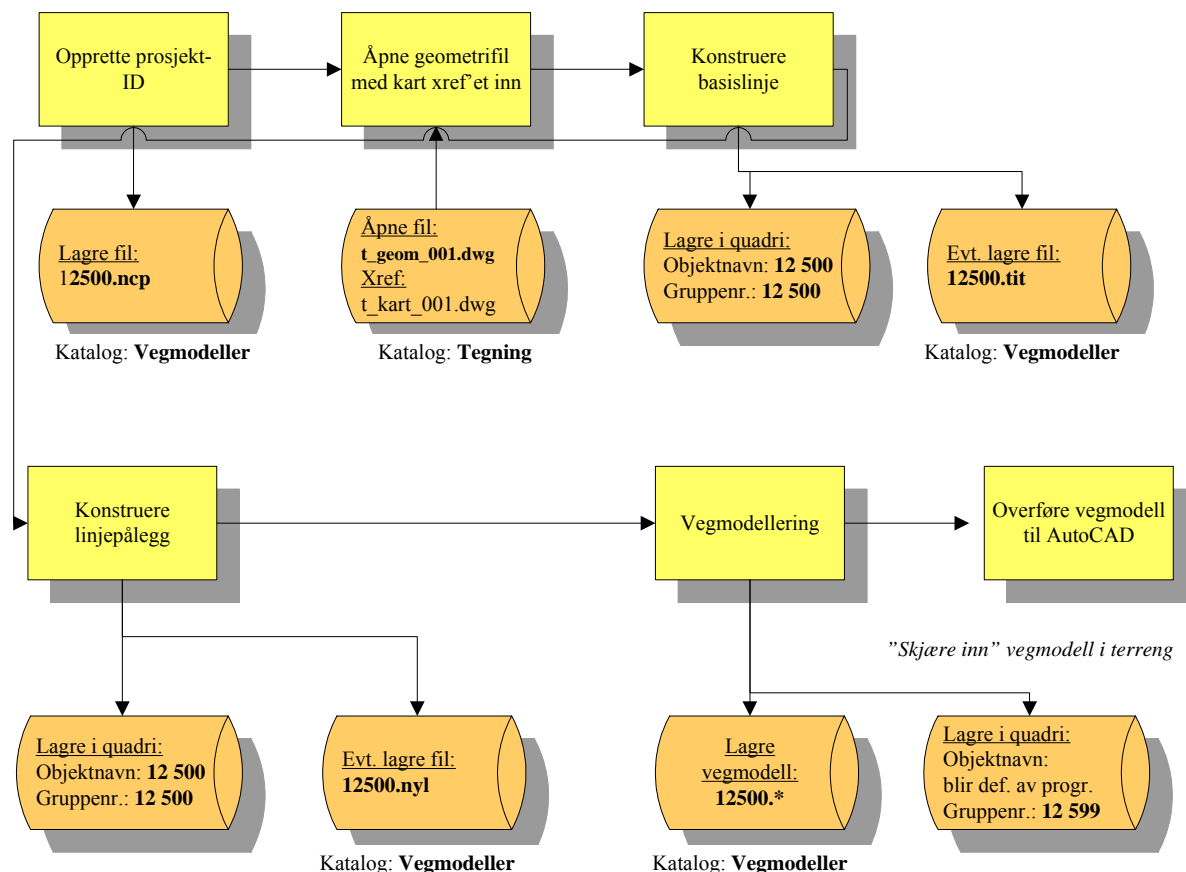 Opprette prosjekt-
ID
Åpne geometrifil
med kart xref’et inn
Konstruere
basislinje
Lagre fil:
12500.ncp
Katalog: Vegmodeller
Åpne fil:
t_geom_001.dwg
Xref:
t_kart_001.dwg
Katalog: Tegning
Lagre i quadri:
Objektnavn: 12 500
Gruppenr.: 12 500
Evt. lagre fil:
12500.tit
Katalog: Vegmodeller
Konstruere
linjepålegg
Vegmodellering
Overføre vegmodell
til AutoCAD
”Skjære inn” vegmodell i terreng
Lagre i quadri:
Objektnavn: 12 500
Gruppenr.: 12 500
Evt. lagre fil:
12500.nyl
Katalog: Vegmodeller
Lagre
vegmodell:
12500.*
Katalog: Vegmodeller
Lagre i quadri:
Objektnavn:
blir def. av progr.
Gruppenr.: 12 599